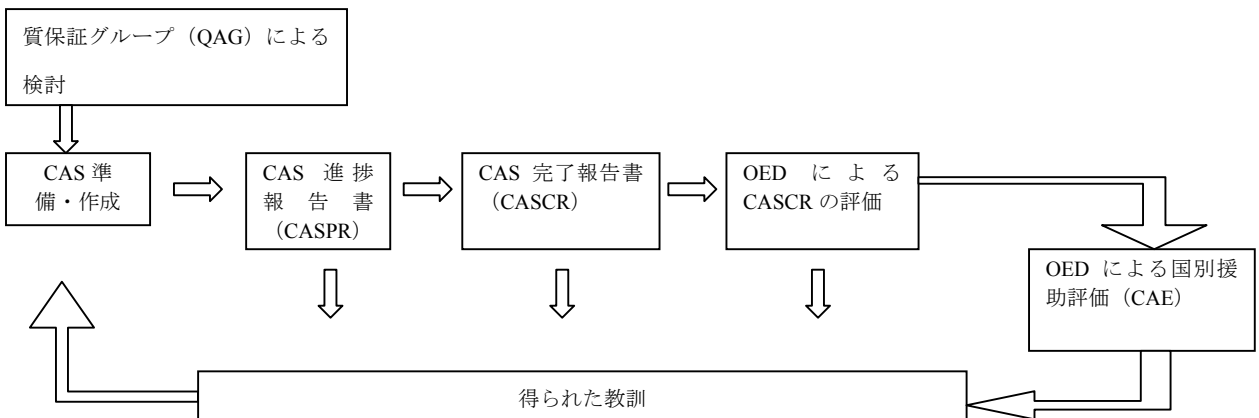 質保証グループ（QAG）による
検討
CAS 準
備・作成
CAS 進捗
報告書
（CASPR）
CAS 完了報告書
（CASCR）
OED による
CASCR の評価
OED による国別援
助評価（CAE）
得られた教訓